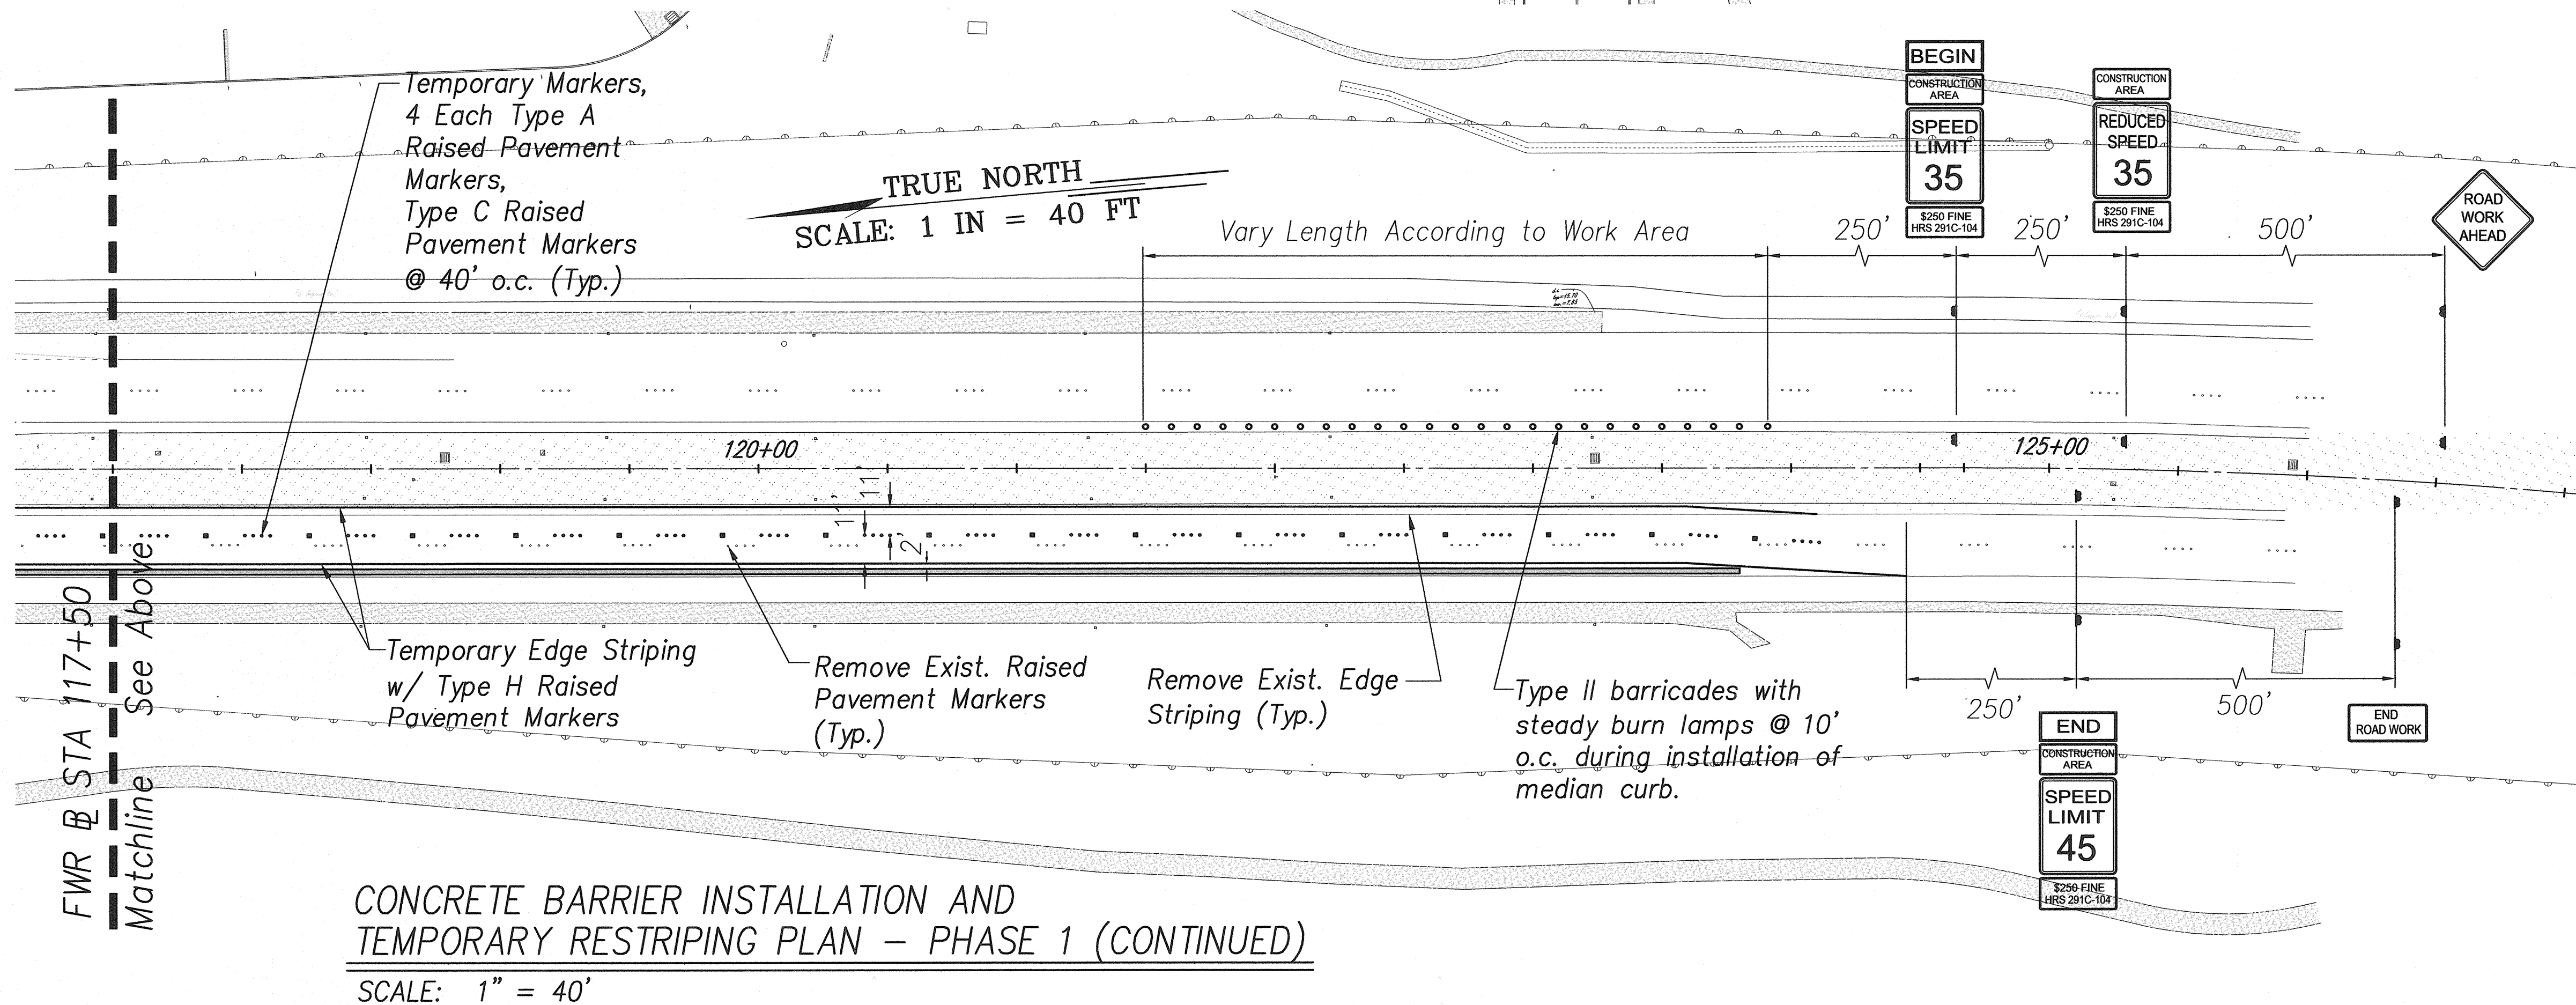 Temporary Markers,
4 Each Type A
Raised Pavement
Markers,
Type C Raised
Pavement Markers
@ 40' o.c. (Typ.)
TRUE NORTH
SCALE: 1 IN = 40 FT
Vary Length According to Work Area
250'
250'
500'
BEGIN
CONSTRUCTION
AREA
SPEED
LIMIT
35
$250 FINE
HRS 291C-104
CONSTRUCTION
AREA
REDUCED
SPEED
35
$250 FINE
HRS 291C-104
ROAD
WORK
AHEAD
120+00
125+00
11'
11'
2'
FWR BL STA 117+50
Matchline See Above
Temporary Edge Striping
w/ Type H Raised
Pavement Markers
Remove Exist. Raised
Pavement Markers
(Typ.)
Remove Exist. Edge
Striping (Typ.)
Type II barricades with
steady burn lamps @ 10'
o.c. during installation of
median curb.
250'
500'
END
CONSTRUCTION
AREA
SPEED
LIMIT
45
$250 FINE
HRS 291C-104
END
ROAD WORK
CONCRETE BARRIER INSTALLATION AND
TEMPORARY RESTRIPING PLAN – PHASE 1 (CONTINUED)
SCALE: 1" = 40'